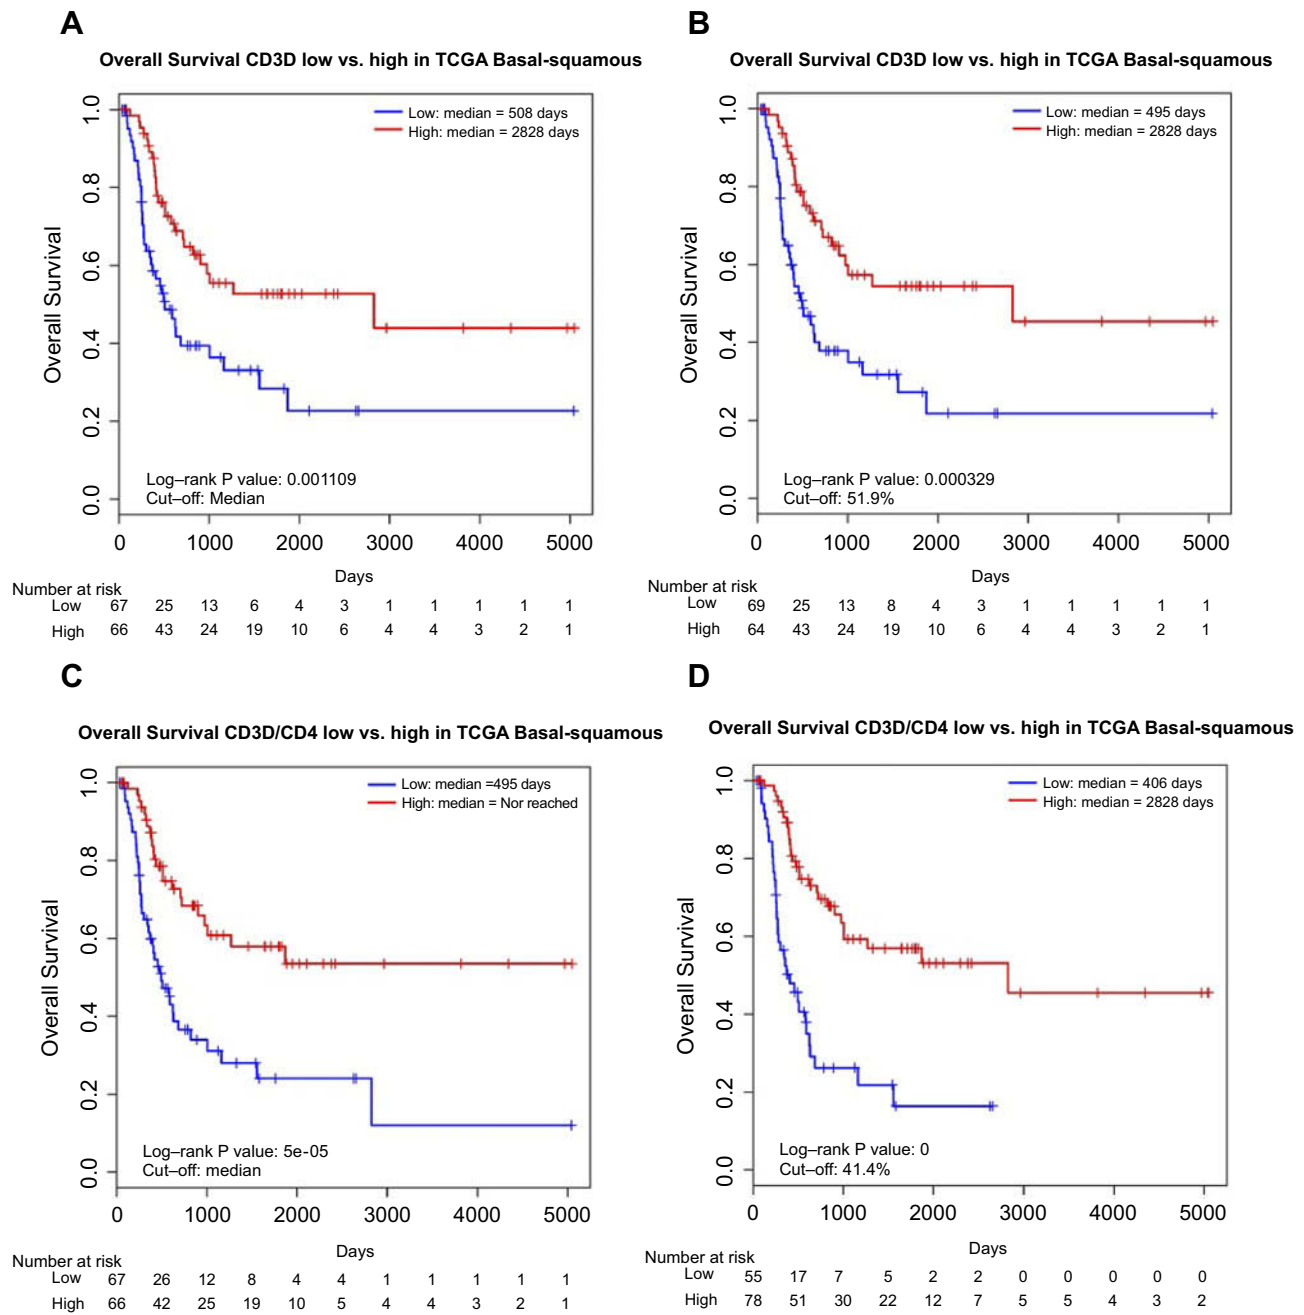 A
Overall Survival CD3D low vs. high in TCGA Basal-squamous
Low: median = 508 days
High: median = 2828 days
Overall Survival
1.0
0.8
0.6
0.4
0.2
0.0
Log–rank P value: 0.001109
Cut–off: Median
0 1000 2000 3000 4000 5000
Days
Number at risk
Low 67 25 13 6 4 3 1 1 1 1 1
High 66 43 24 19 10 6 4 4 3 2 1
B
Overall Survival CD3D low vs. high in TCGA Basal-squamous
Low: median = 495 days
High: median = 2828 days
Overall Survival
1.0
0.8
0.6
0.4
0.2
0.0
Log–rank P value: 0.000329
Cut–off: 51.9%
0 1000 2000 3000 4000 5000
Days
Number at risk
Low 69 25 13 8 4 3 1 1 1 1 1
High 64 43 24 19 10 6 4 4 3 2 1
C
Overall Survival CD3D/CD4 low vs. high in TCGA Basal-squamous
Low: median =495 days
High: median = Nor reached
Overall Survival
1.0
0.8
0.6
0.4
0.2
0.0
Log–rank P value: 5e-05
Cut–off: median
0 1000 2000 3000 4000 5000
Days
Number at risk
Low 67 26 12 8 4 4 1 1 1 1 1
High 66 42 25 19 10 5 4 4 3 2 1
D
Overall Survival CD3D/CD4 low vs. high in TCGA Basal-squamous
Low: median = 406 days
High: median = 2828 days
Overall Survival
1.0
0.8
0.6
0.4
0.2
0.0
Log–rank P value: 0
Cut–off: 41.4%
0 1000 2000 3000 4000 5000
Days
Number at risk
Low 55 17 7 5 2 2 0 0 0 0 0
High 78 51 30 22 12 7 5 5 4 3 2